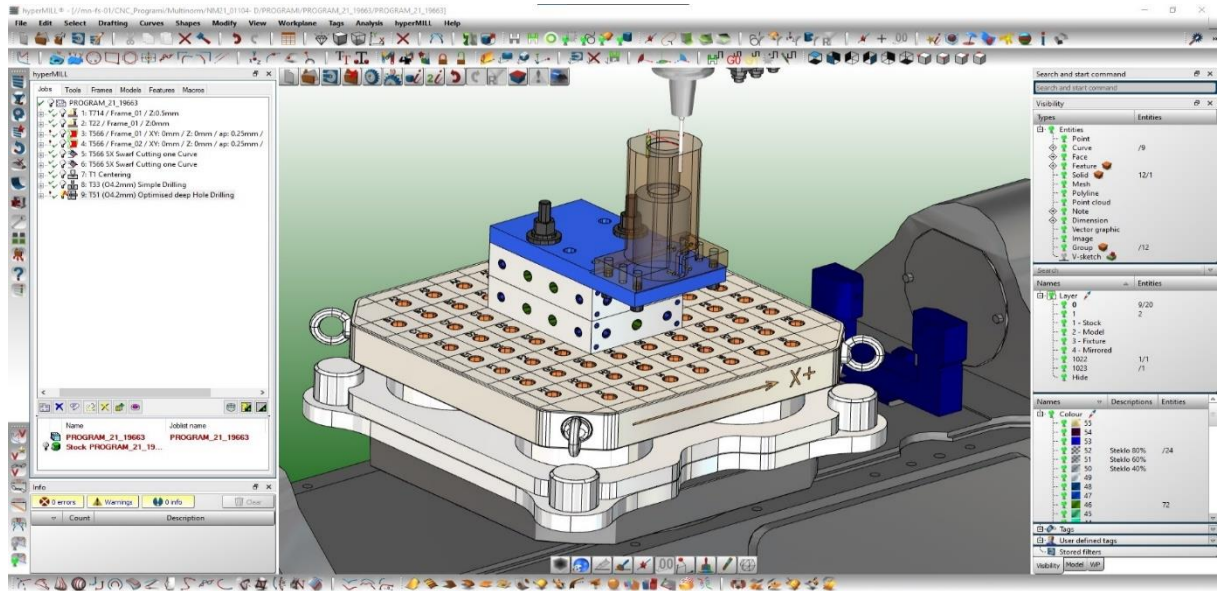 hyperMILL® - [//mn-fs-01/CNC_Programi/Multinorm/NM21_01104- D/PROGRAMI/PROGRAM_21_19663/PROGRAM_21_19663]
File Edit Select Drafting Curves Shapes Modify View Workplane Tags Analysis hyperMILL Help
hyperMILL
Jobs Tools Frames Models Features Macros
PROGRAM_21_19663
1: T714 / Frame_01 / Z:0.5mm
2: T22 / Frame_01 / Z:0mm
3: T566 / Frame_01 / XY: 0mm / Z: 0mm / ap: 0.25mm /
4: T566 / Frame_02 / XY: 0mm / Z: 0mm / ap: 0.25mm /
5: T566 5X Swarf Cutting one Curve
6: T566 5X Swarf Cutting one Curve
7: T1 Centering
8: T33 (O4.2mm) Simple Drilling
9: T51 (O4.2mm) Optimised deep Hole Drilling
Name Joblist name
PROGRAM_21_19663 PROGRAM_21_19663
Stock PROGRAM_21_19...
Info
0 errors Warnings 0 info Clear
Count Description
X+
Search and start command
Search and start command
Visibility
Types Entities
Entities
Point
Curve /9
Face
Feature
Solid 12/1
Mesh
Polyline
Point cloud
Note
Dimension
Vector graphic
Image
Group /12
V-sketch
Search
Names Entities
Layer
0 9/20
1 2
1 - Stock
2 - Model
3 - Fixture
4 - Mirrored
1022 1/1
1023 /1
Hide
Names Descriptions Entities
Colour
55
54
53
52 Steklo 80% /24
51 Steklo 60%
50 Steklo 40%
49
48
47
46 72
45
Tags
User defined tags
Stored filters
Visibility Model WP